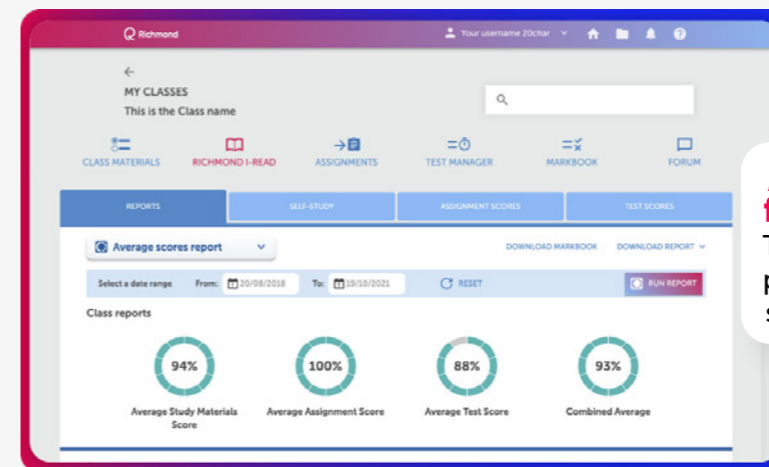 Richmond
Your username 20char
MY CLASSES
This is the Class name
CLASS MATERIALS
RICHMOND I-READ
ASSIGNMENTS
TEST MANAGER
MARKBOOK
FORUM
REPORTS
SELF-STUDY
ASSIGNMENT SCORES
TEST SCORES
Average scores report
DOWNLOAD MARKBOOK
DOWNLOAD REPORT
Select a date range
From:
20/08/2018
To:
19/10/2021
RESET
RUN REPORT
Class reports
94%
100%
88%
93%
Average Study Materials
Score
Average Assignment Score
Average Test Score
Combined Average